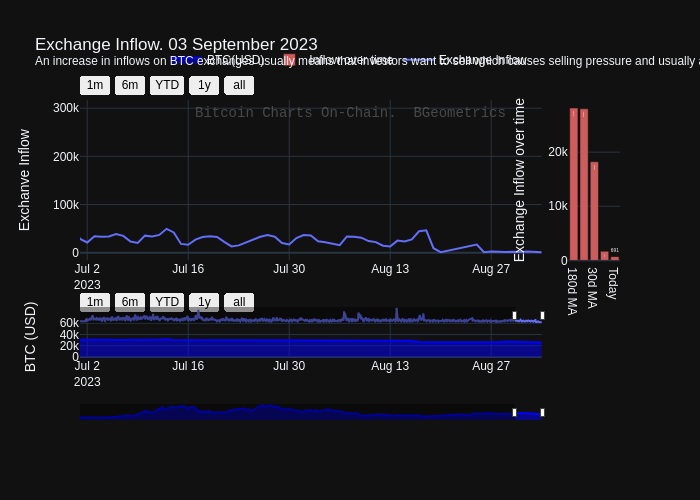 Exchange Inflow. 03 September 2023
An increase in inflows on BTC exchanges usually means that investors want to sell which causes selling pressure and usually a
BTC(USD) Inflow over time Exchange Inflow
1m 6m YTD 1y all
Bitcoin Charts On-Chain. BGeometrics
Exchanve Inflow
300k
200k
100k
0
Jul 2 Jul 16 Jul 30 Aug 13 Aug 27
2023
Exchange Inflow over time
20k
10k
0
691
180d MA 30d MA Today
1m 6m YTD 1y all
BTC (USD)
60k
40k
20k
0
Jul 2 Jul 16 Jul 30 Aug 13 Aug 27
2023